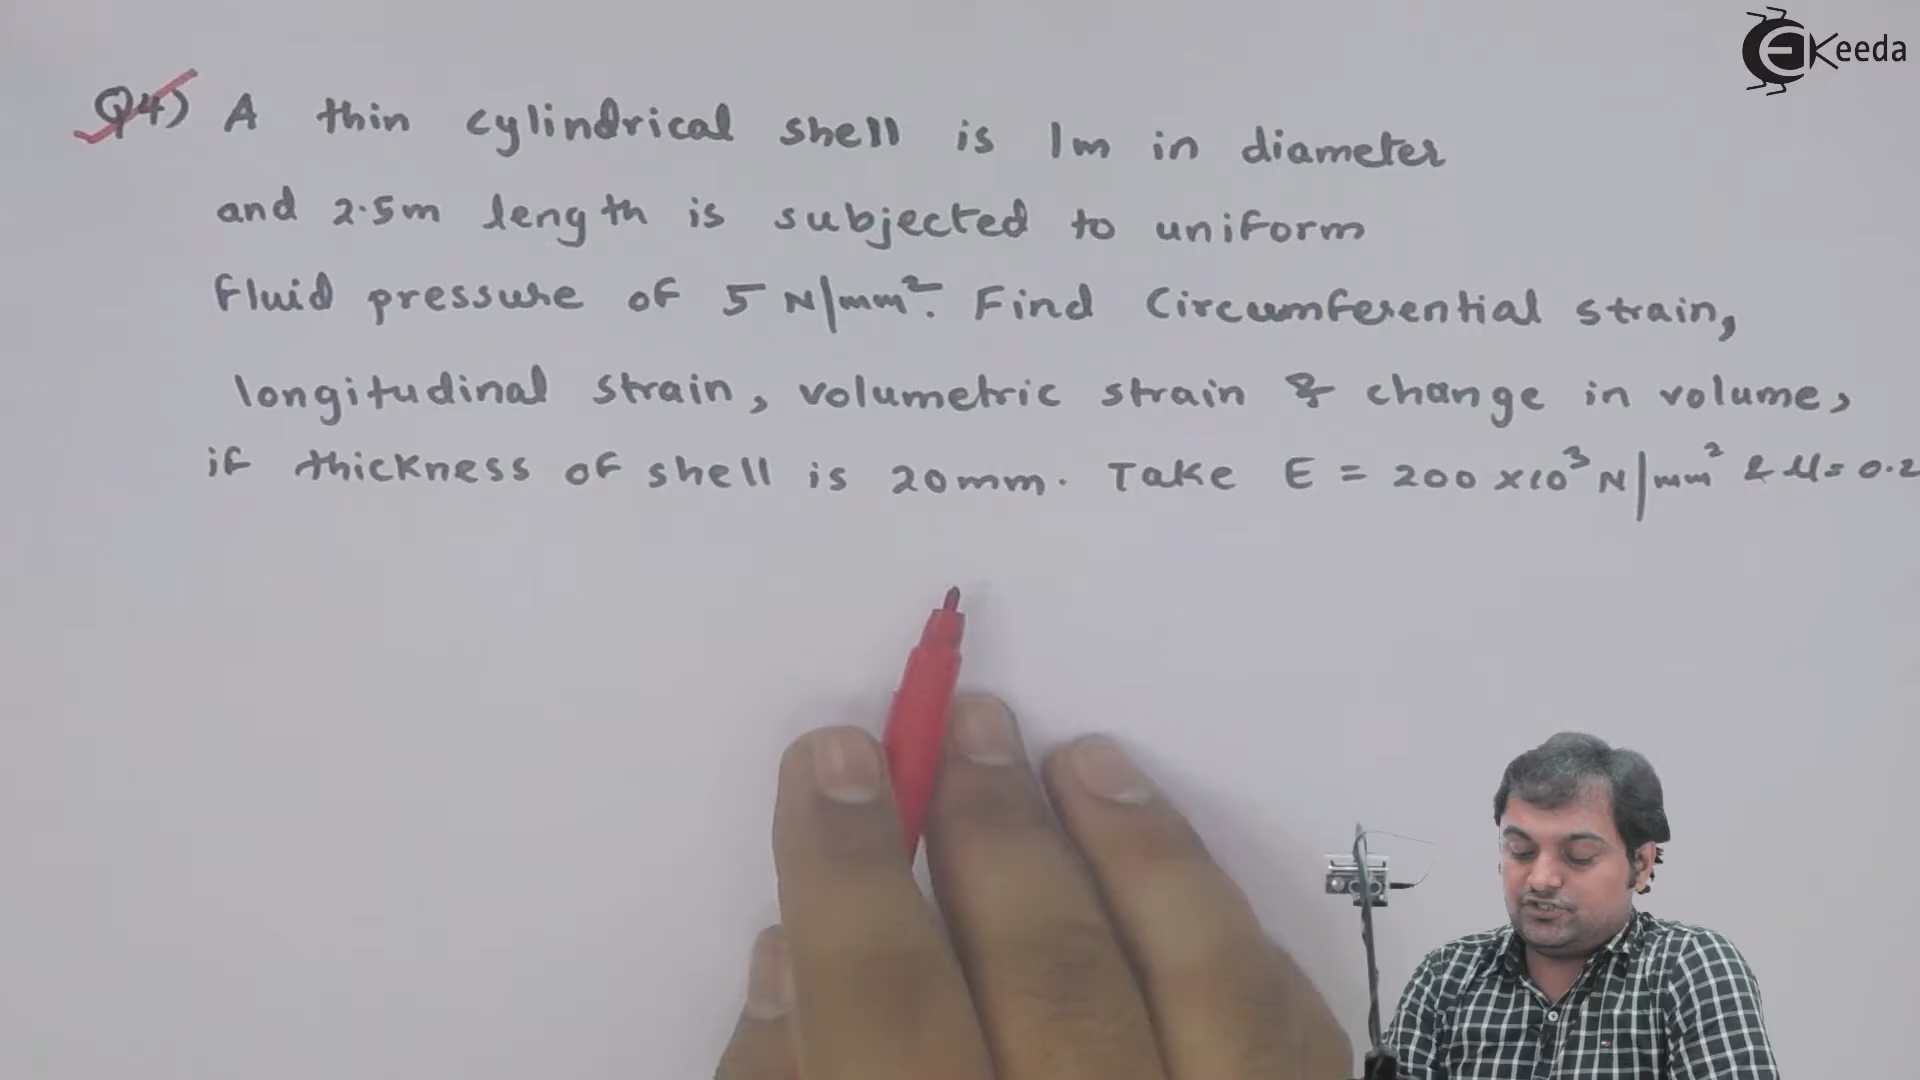 EKeeda
Q4) A thin cylindrical shell is 1m in diameter
and 2.5m length is subjected to uniform
fluid pressure of 5 N/mm². Find Circumferential strain,
longitudinal strain, volumetric strain & change in volume,
if thickness of shell is 20mm. Take E = 200 x10³ N/mm² & μ= 0.2